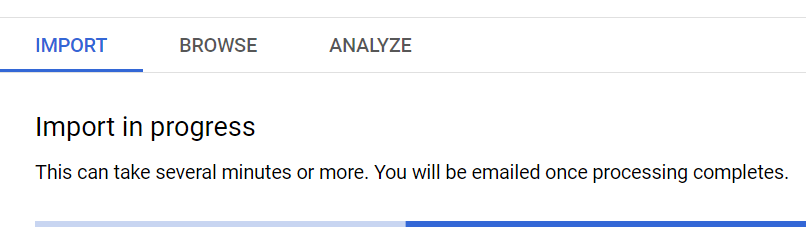 IMPORT BROWSE ANALYZE
Import in progress
This can take several minutes or more. You will be emailed once processing completes.